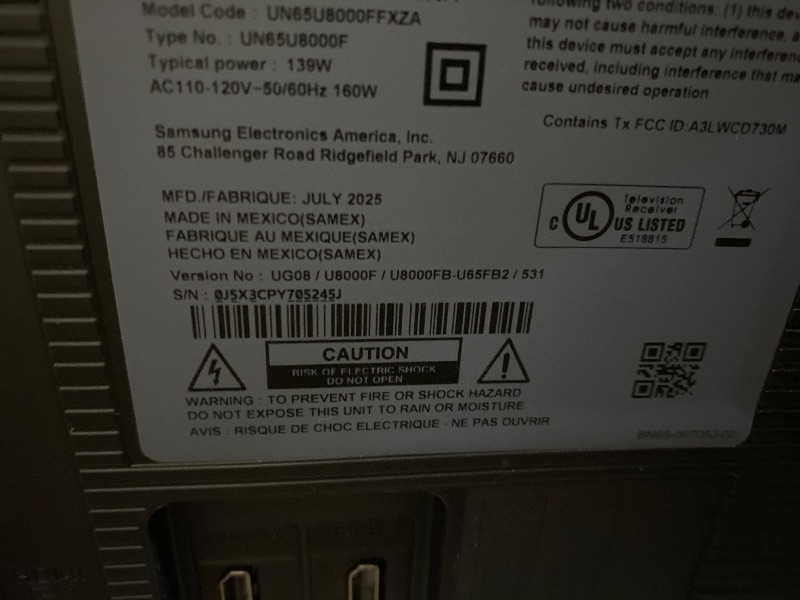 Model Code : UN65U8000FFXZA
Type No. : UN65U8000F
Typical power : 139W
AC110-120V~50/60Hz 160W
following two conditions: (1) this
may not cause harmful interference,
this device must accept any
received, including interference that
cause undesired operation.
Contains Tx FCC ID:A3LWCD730M
Samsung Electronics America, Inc.
85 Challenger Road Ridgefield Park, NJ 07660
MFD./FABRIQUE: JULY 2025
MADE IN MEXICO(SAMEX)
FABRIQUE AU MEXIQUE(SAMEX)
HECHO EN MEXICO(SAMEX)
C UL US LISTED
Television
Receiver
E518815
Version No : UG08 / U8000F / U8000FB-U65FB2 / 531
S/N : 0J5X3CPY705245J
CAUTION
RISK OF ELECTRIC SHOCK
DO NOT OPEN
WARNING : TO PREVENT FIRE OR SHOCK HAZARD
DO NOT EXPOSE THIS UNIT TO RAIN OR MOISTURE
AVIS : RISQUE DE CHOC ELECTRIQUE - NE PAS OUVRIR